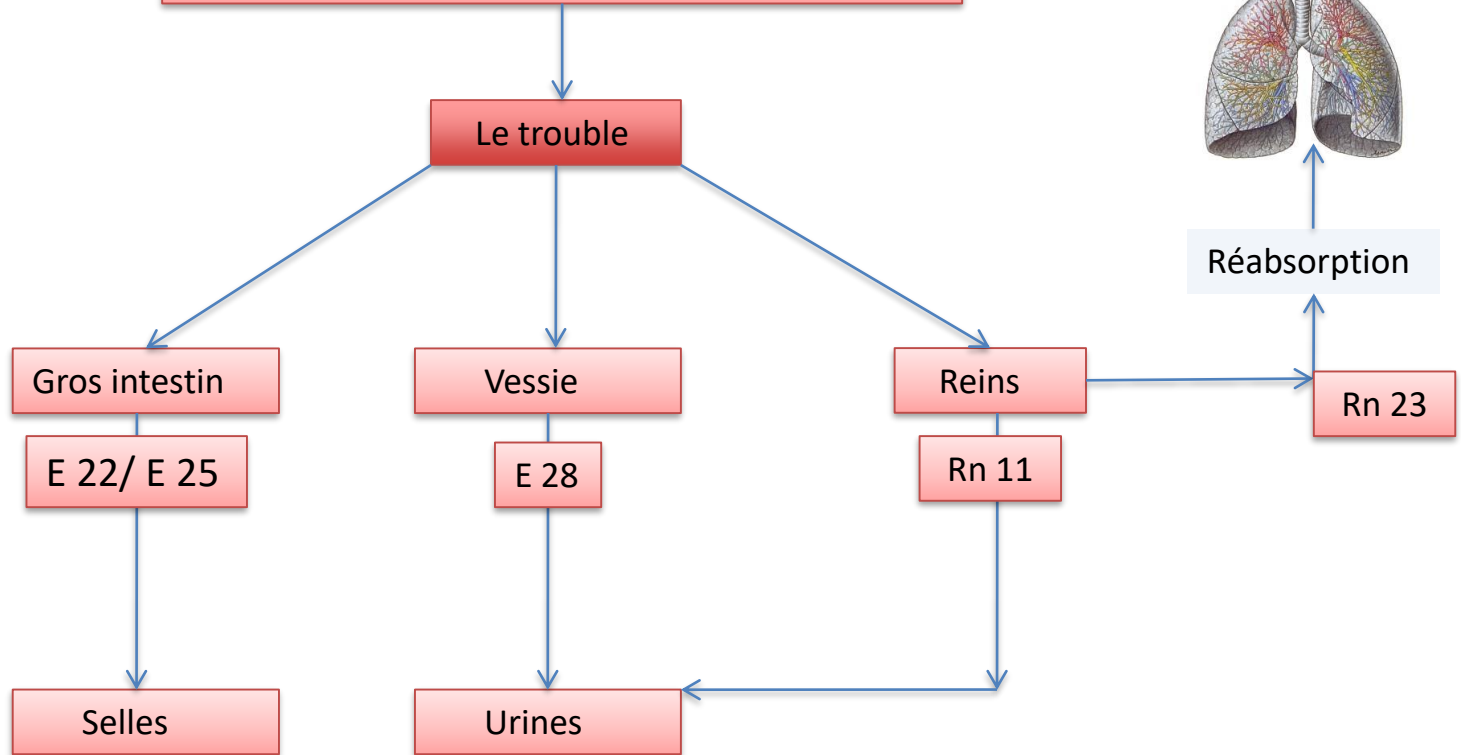 Le trouble
Réabsorption
Gros intestin
Vessie
Reins
Rn 23
E 22/ E 25
E 28
Rn 11
Selles
Urines